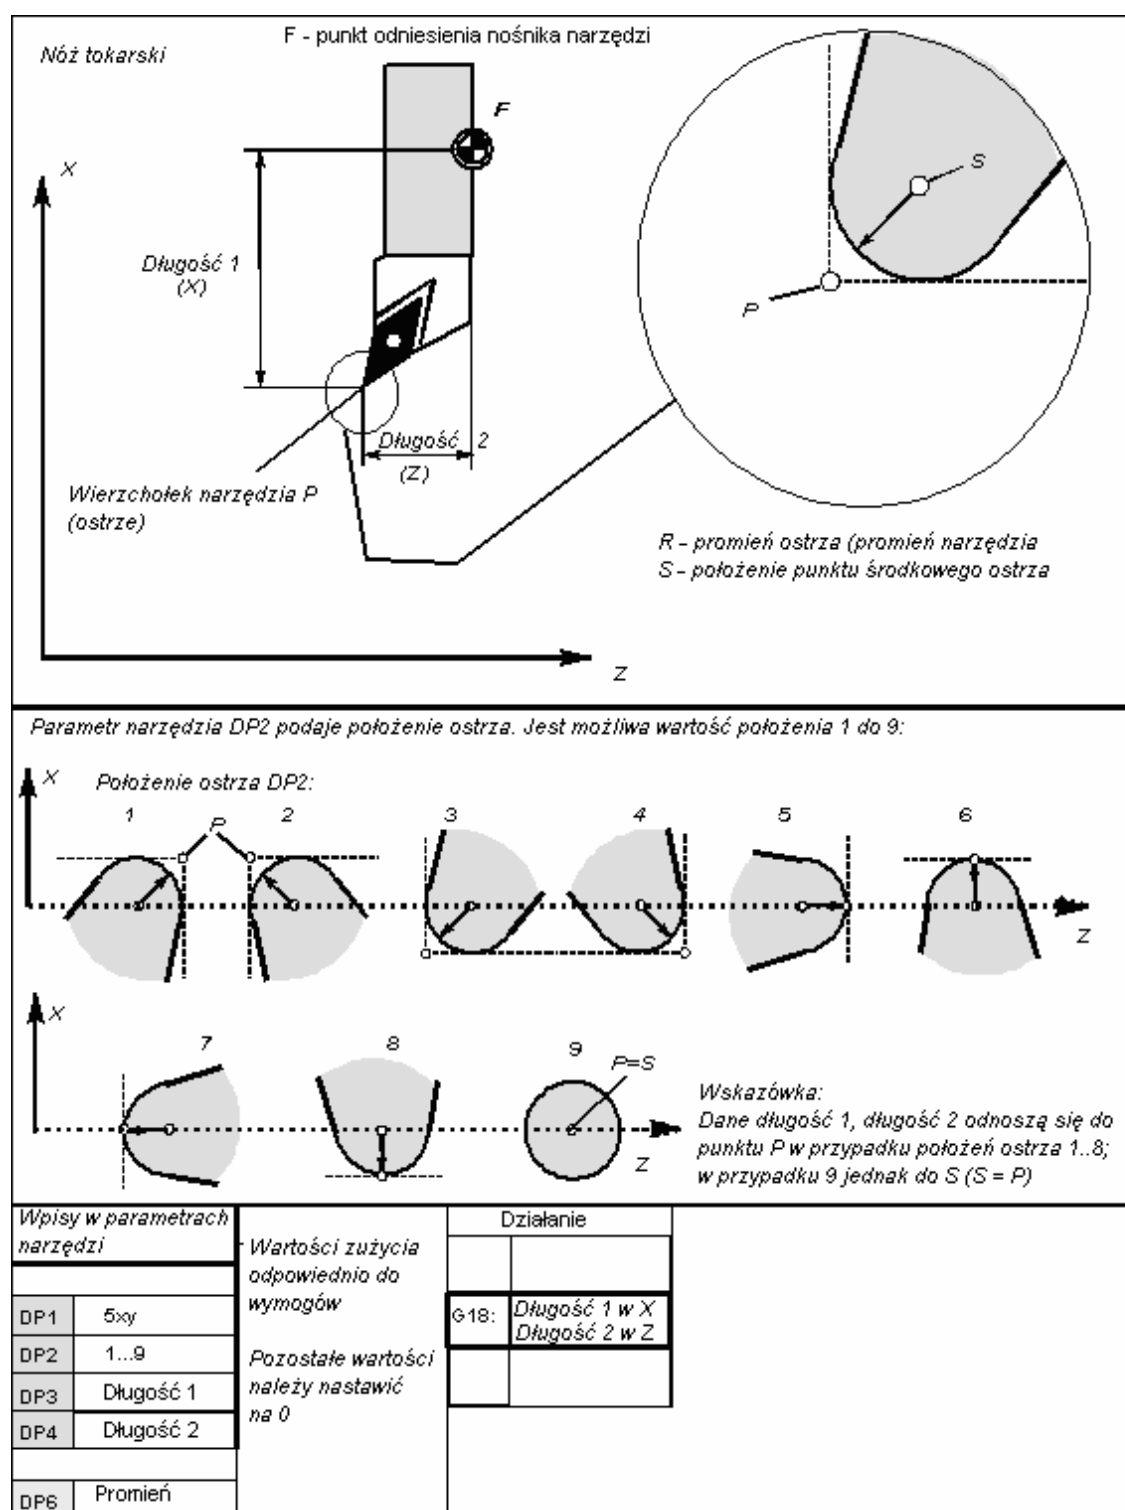 Nóż tokarski
F - punkt odniesienia nośnika narzędzi
F
X
S
Długość 1
(X)
P
Długość 2
(Z)
Wierzchołek narzędzia P
(ostrze)
R - promień ostrza (promień narzędzia
S - położenie punktu środkowego ostrza
Z
Parametr narzędzia DP2 podaje położenie ostrza. Jest możliwa wartość położenia 1 do 9:
X
Położenie ostrza DP2:
1 P 2 3 4 5 6
Z
X
7 8 9
P=S
Z
Wskazówka:
Dane długość 1, długość 2 odnoszą się do
punktu P w przypadku położeń ostrza 1..8;
w przypadku 9 jednak do S (S = P)
Wpisy w parametrach
narzędzi
DP1 5xy
DP2 1...9
DP3 Długość 1
DP4 Długość 2
DP6 Promień
Wartości zużycia
odpowiednio do
wymogów
Pozostałe wartości
należy nastawić
na 0
Działanie
G18: Długość 1 w X
Długość 2 w Z